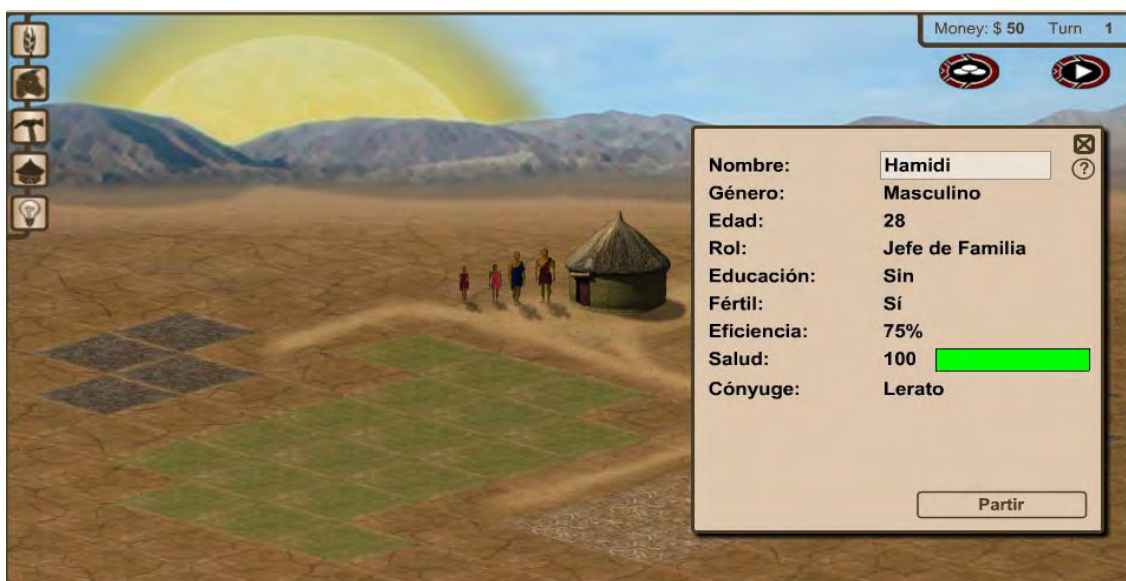 Money: $ 50 Turn 1
Nombre: Hamidi
?
Género: Masculino
Edad: 28
Rol: Jefe de Familia
Educación: Sin
Fértil: Sí
Eficiencia: 75%
Salud: 100
Cónyuge: Lerato
Partir